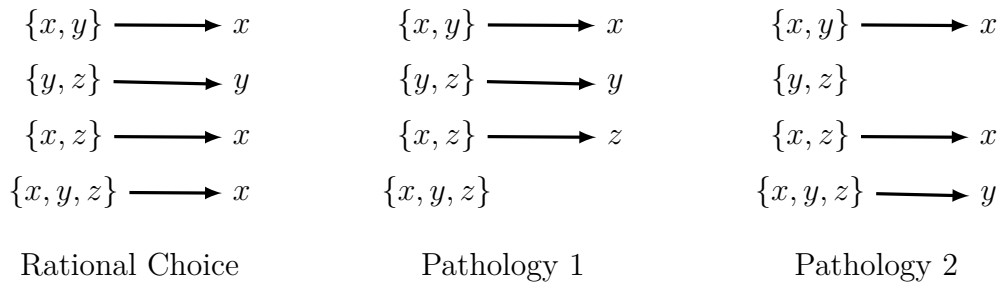 {x, y} → x {x, y} → x {x, y} → x
{y, z} → y {y, z} → y {y, z}
{x, z} → x {x, z} → z {x, z} → x
{x, y, z} → x {x, y, z} {x, y, z} → y
Rational Choice Pathology 1 Pathology 2